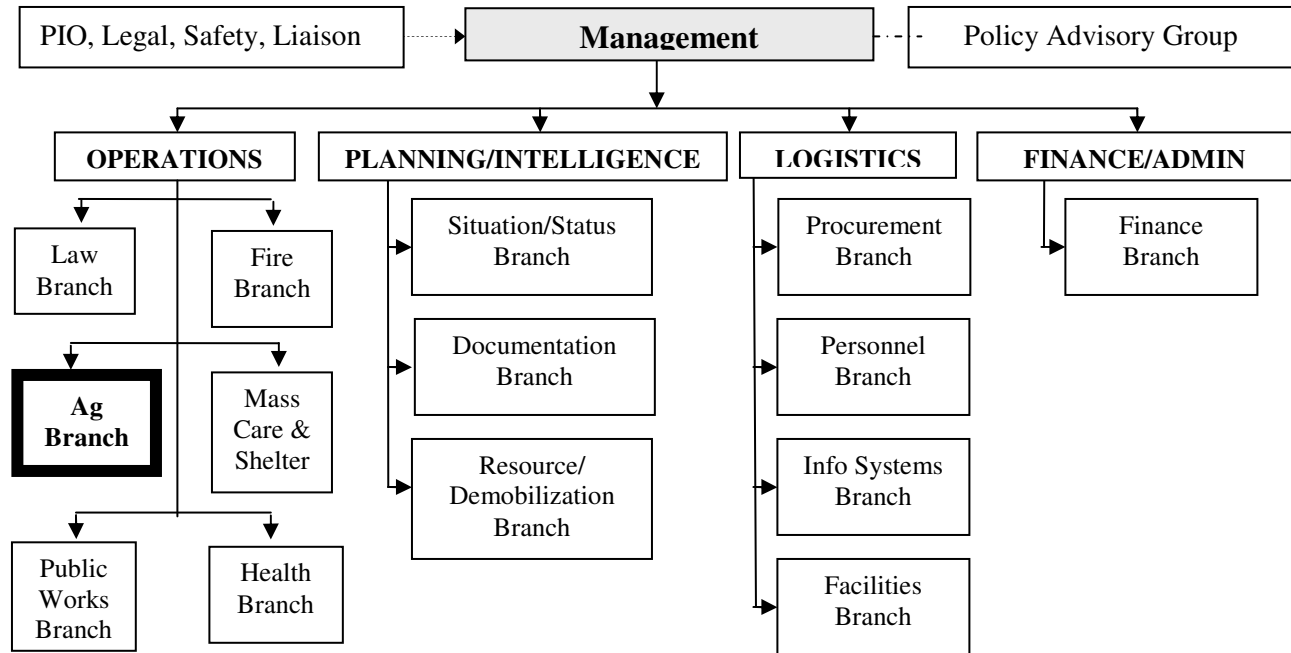 PIO, Legal, Safety, Liaison
Management
Policy Advisory Group
OPERATIONS
PLANNING/INTELLIGENCE
LOGISTICS
FINANCE/ADMIN
Law
Branch
Fire
Branch
Ag
Branch
Mass
Care &
Shelter
Public
Works
Branch
Health
Branch
Situation/Status
Branch
Documentation
Branch
Resource/
Demobilization
Branch
Procurement
Branch
Personnel
Branch
Info Systems
Branch
Facilities
Branch
Finance
Branch